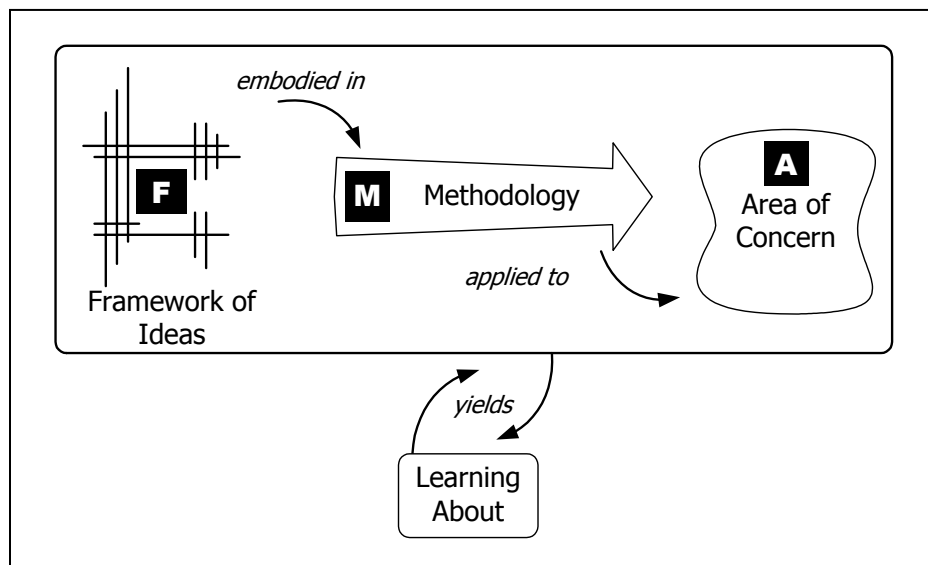 embodied in
F
M
Methodology
A
Area of
Concern
applied to
Framework of
Ideas
yields
Learning
About